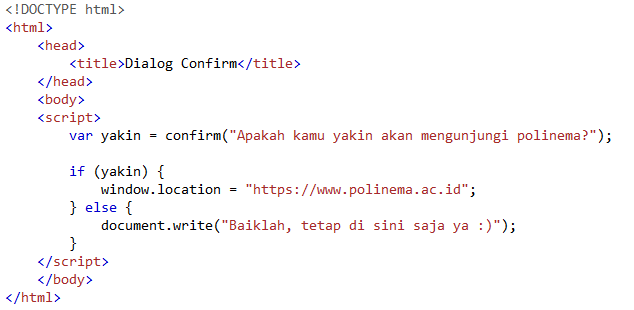 <!DOCTYPE html>
<html>
    <head>
        <title>Dialog Confirm</title>
    </head>
    <body>
    <script>
        var yakin = confirm("Apakah kamu yakin akan mengunjungi polinema?");

        if (yakin) {
            window.location = "https://www.polinema.ac.id";
        } else {
            document.write("Baiklah, tetap di sini saja ya :)");
        }
    </script>
    </body>
</html>